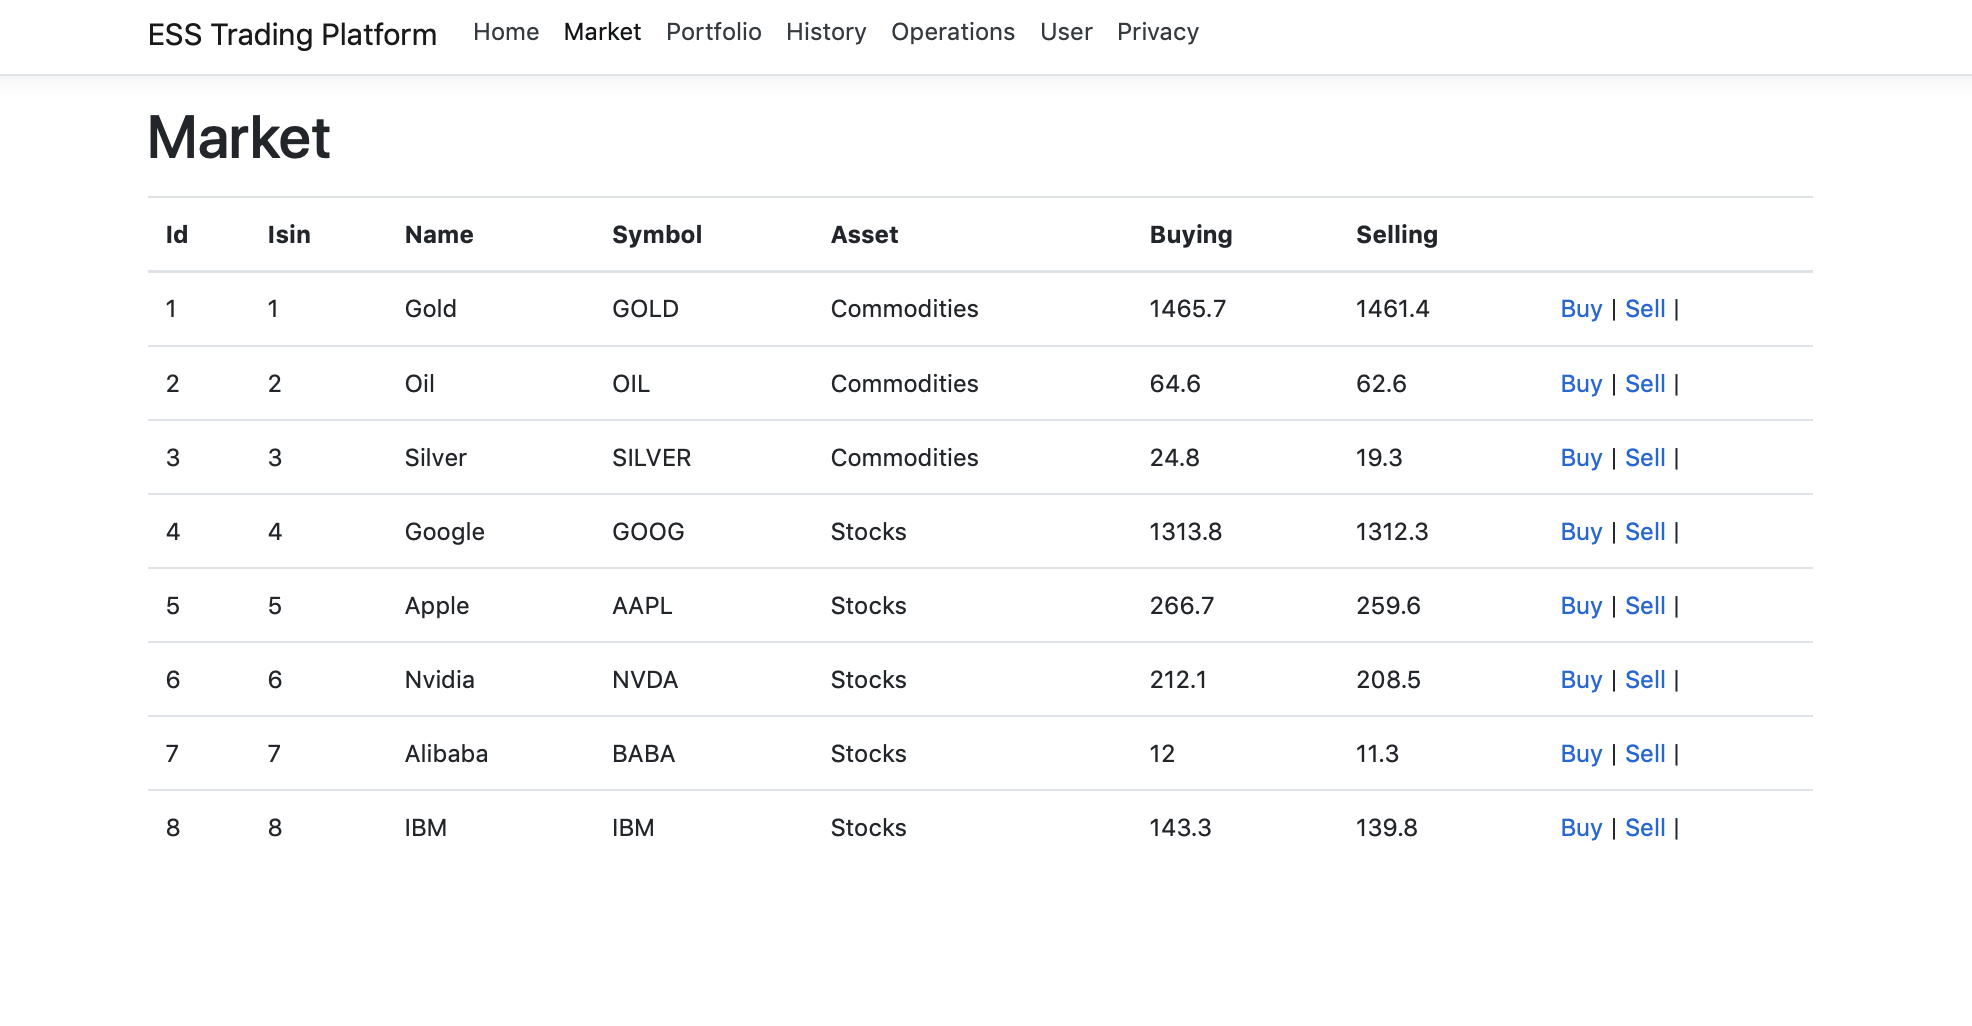 ESS Trading Platform Home Market Portfolio History Operations User Privacy
Market
Id Isin Name Symbol Asset Buying Selling
1 1 Gold GOLD Commodities 1465.7 1461.4 Buy | Sell |
2 2 Oil OIL Commodities 64.6 62.6 Buy | Sell |
3 3 Silver SILVER Commodities 24.8 19.3 Buy | Sell |
4 4 Google GOOG Stocks 1313.8 1312.3 Buy | Sell |
5 5 Apple AAPL Stocks 266.7 259.6 Buy | Sell |
6 6 Nvidia NVDA Stocks 212.1 208.5 Buy | Sell |
7 7 Alibaba BABA Stocks 12 11.3 Buy | Sell |
8 8 IBM IBM Stocks 143.3 139.8 Buy | Sell |